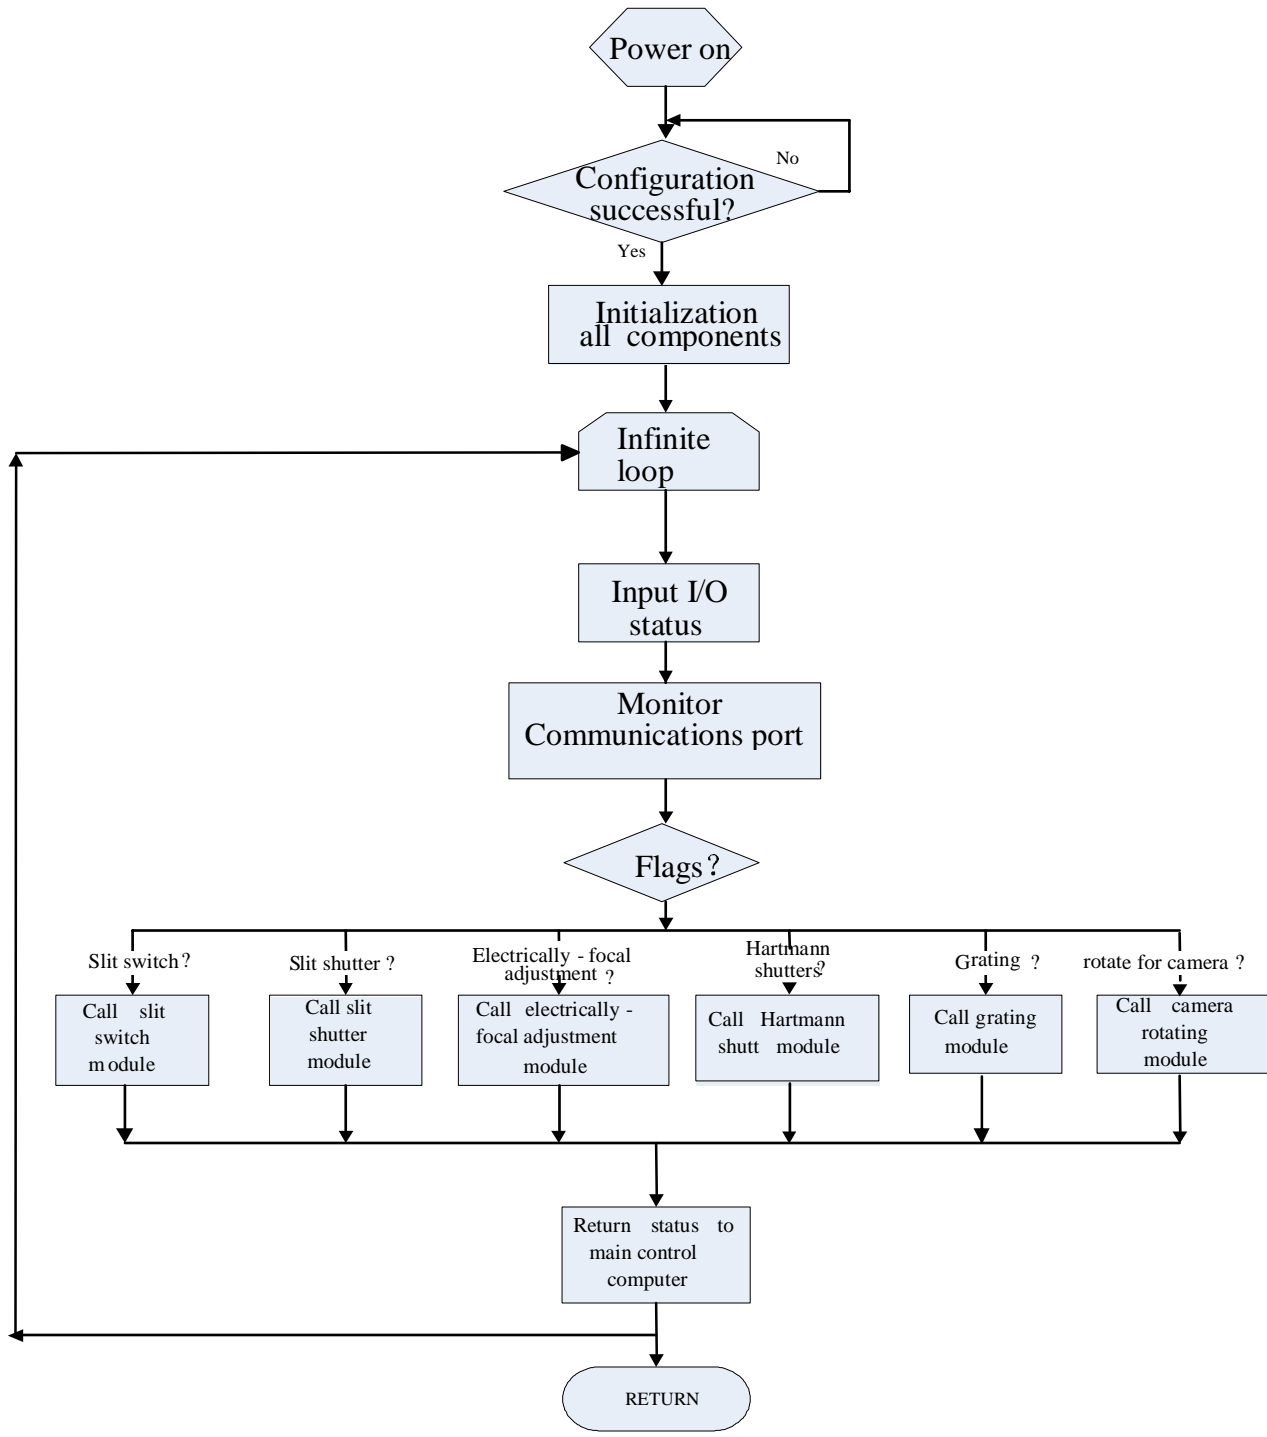 Power on
No
Configuration
successful?
Yes
Initialization
all components
Infinite
loop
Input I/O
status
Monitor
Communications port
Flags?
Slit switch?
Slit shutter ?
Electrically - focal
adjustment ?
Hartmann
shutters?
Grating ?
rotate for camera ?
Call slit
switch
module
Call slit
shutter
module
Call electrically -
focal adjustment
module
Call Hartmann
shutt module
Call grating
module
Call camera
rotating
module
Return status to
main control
computer
RETURN